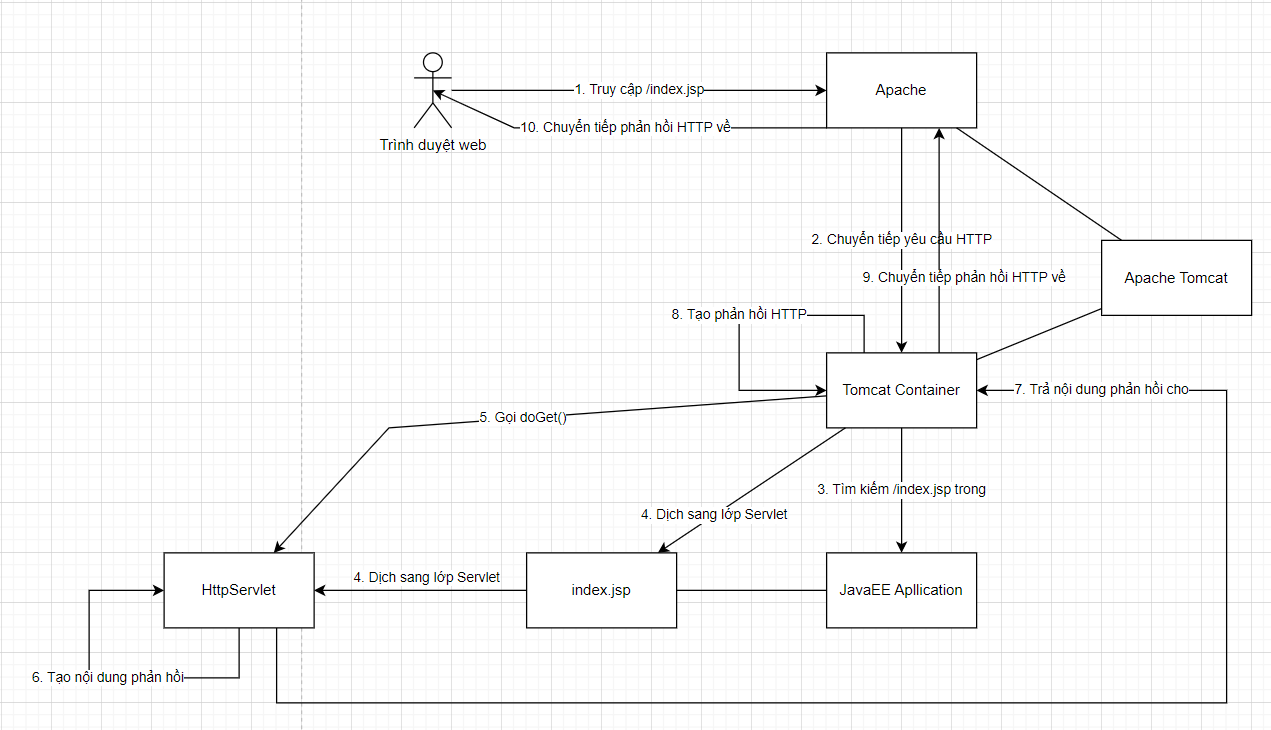 1. Truy cập /index.jsp
Apache
10. Chuyển tiếp phản hồi HTTP về
Trình duyệt web
2. Chuyển tiếp yêu cầu HTTP
9. Chuyển tiếp phản hồi HTTP về
Apache Tomcat
8. Tạo phản hồi HTTP
Tomcat Container
7. Trả nội dung phản hồi cho
5. Gọi doGet()
3. Tìm kiếm /index.jsp trong
4. Dịch sang lớp Servlet
4. Dịch sang lớp Servlet
HttpServlet
index.jsp
JavaEE Apllication
6. Tạo nội dung phản hồi